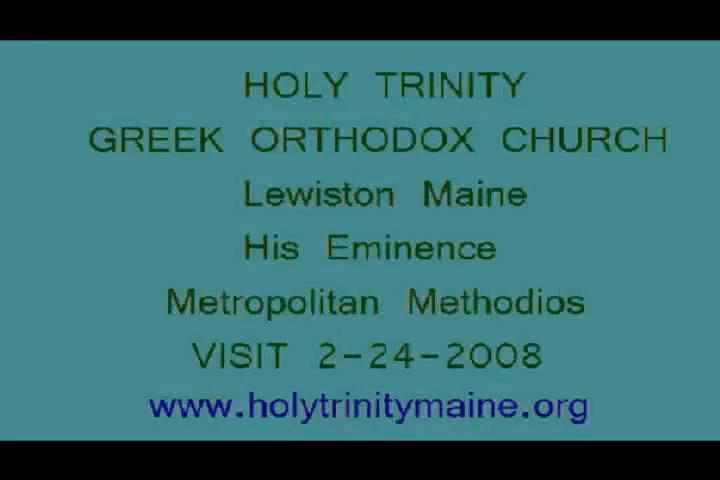 HOLY TRINITY
GREEK ORTHODOX CHURCH
Lewiston Maine
His Eminence
Metropolitan Methodios
VISIT 2-24-2008
www.holytrinitymaine.org